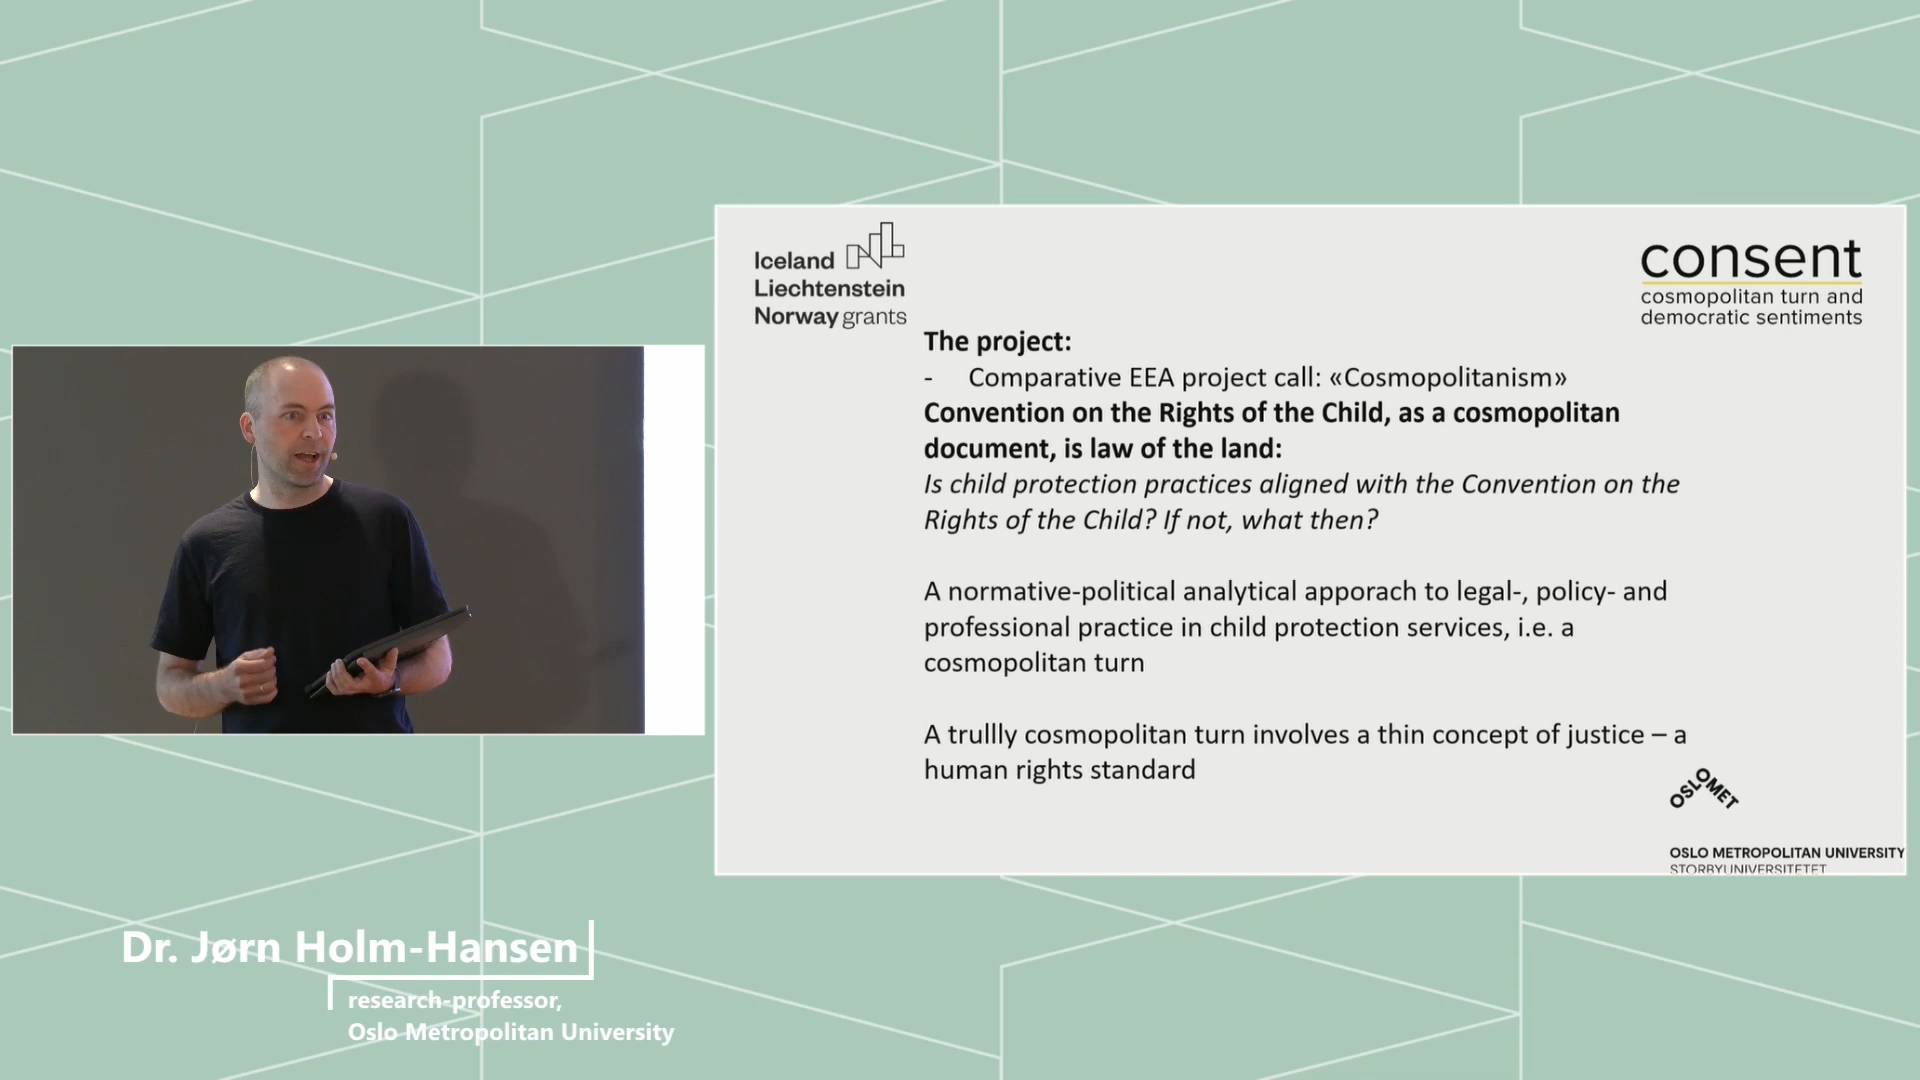 Iceland
Liechtenstein
Norway grants
consent
cosmopolitan turn and
democratic sentiments
The project:
- Comparative EEA project call: «Cosmopolitanism»
Convention on the Rights of the Child, as a cosmopolitan
document, is law of the land:
Is child protection practices aligned with the Convention on the
Rights of the Child? If not, what then?
A normative-political analytical apporach to legal-, policy- and
professional practice in child protection services, i.e. a
cosmopolitan turn
A trullly cosmopolitan turn involves a thin concept of justice – a
human rights standard
OSLOMET
OSLO METROPOLITAN UNIVERSITY
STORBYUNIVERSITETET
Dr. Jørn Holm-Hansen
research-professor,
Oslo Metropolitan University